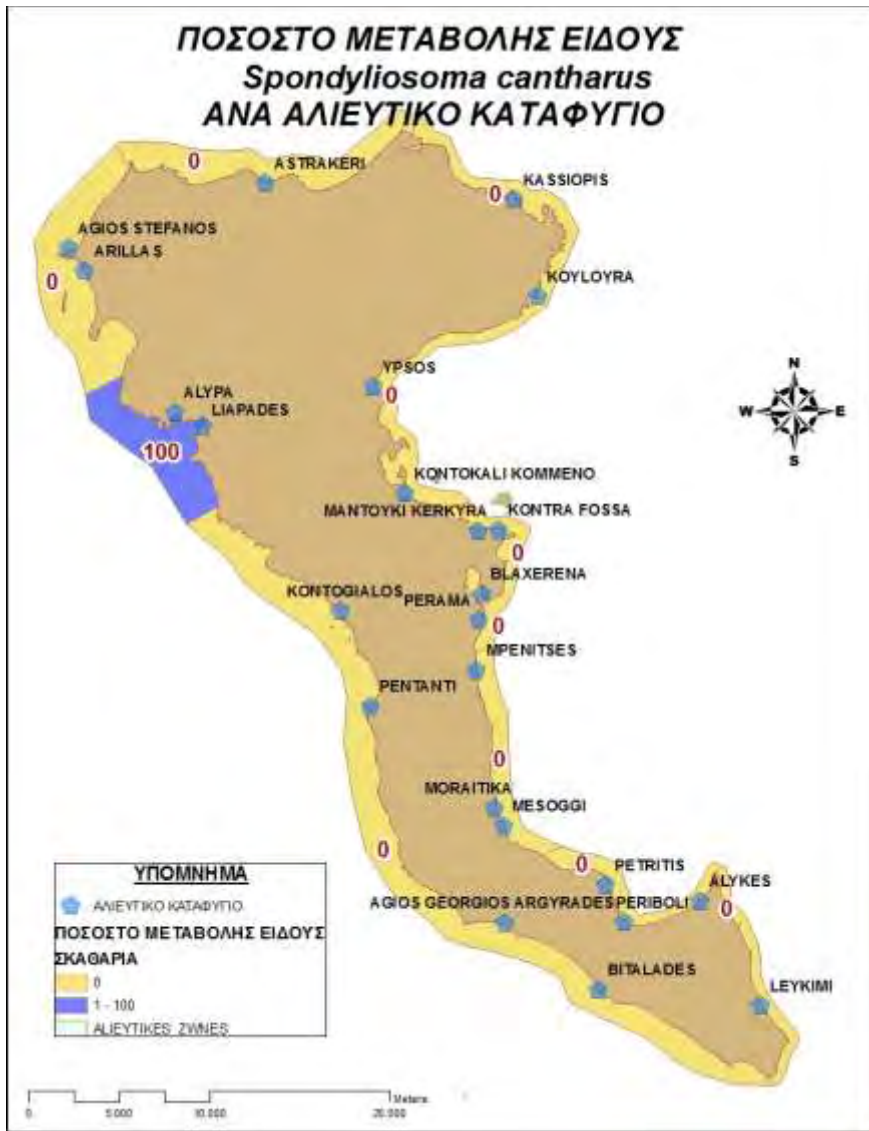 ΠΟΣΟΣΤΟ ΜΕΤΑΒΟΛΗΣ ΕΙΔΟΥΣ
Spondyliosoma cantharus
ΑΝΑ ΑΛΙΕΥΤΙΚΟ ΚΑΤΑΦΥΓΙΟ
0
ASTRAKERI
KASSIOPIS
0
AGIOS STEFANOS
ARILLAS
0
KOYLOYRA
YPSOS
0
ALYPA
LIAPADES
100
KONTOKALI KOMMENO
MANTOYKI KERKYRA
KONTRA FOSSA
0
BLAXERENA
KONTOGIALOS
PERAMA
0
MPENITSES
PENTANTI
0
MORAITIKA
MESOGGI
0
0
PETRITIS
ALYKES
0
AGIOS GEORGIOS ARGYRADES
PERIBOLI
BITALADES
LEYKIMI
N
W
E
S
ΥΠΟΜΝΗΜΑ
ΑΛΙΕΥΤΙΚΟ ΚΑΤΑΦΥΓΙΟ
ΠΟΣΟΣΤΟ ΜΕΤΑΒΟΛΗΣ ΕΙΔΟΥΣ
ΣΚΑΘΑΡΙΑ
0
1 - 100
ALIEYTIKES ZWNES
Meters
0
5.000
10.000
20.000